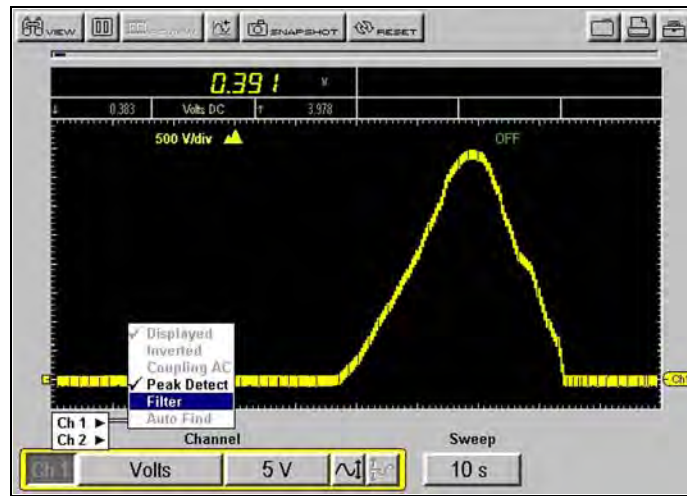 VIEW
SNAPSHOT
RESET
0.391 V
↓ 0.383 Volts DC ↑ 3.978
500 V/div
OFF
Displayed
Inverted
Coupling AC
Peak Detect
Filter
Auto Find
Ch1
Ch 1
Ch 2
Channel
Sweep
Ch 1
Volts
5 V
10 s